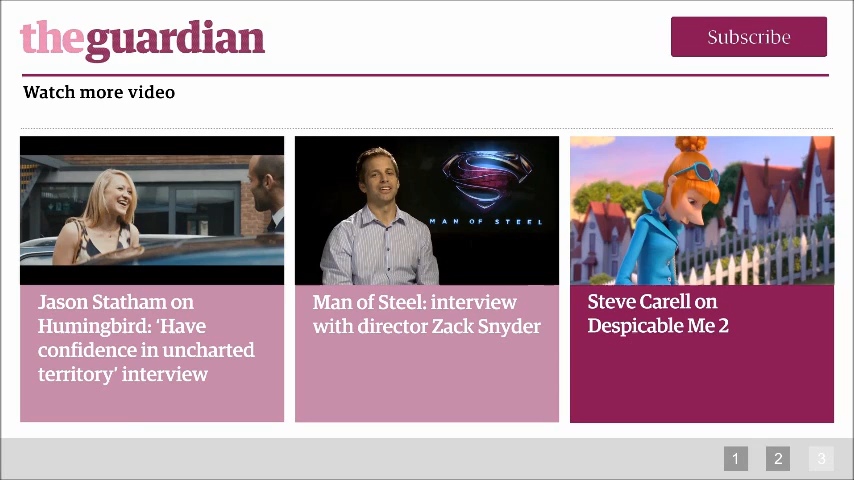 theguardian
Subscribe
Watch more video
MAN OF STEEL
Jason Statham on
Humingbird: ‘Have
confidence in uncharted
territory’ interview
Man of Steel: interview
with director Zack Snyder
Steve Carell on
Despicable Me 2
1 2 3